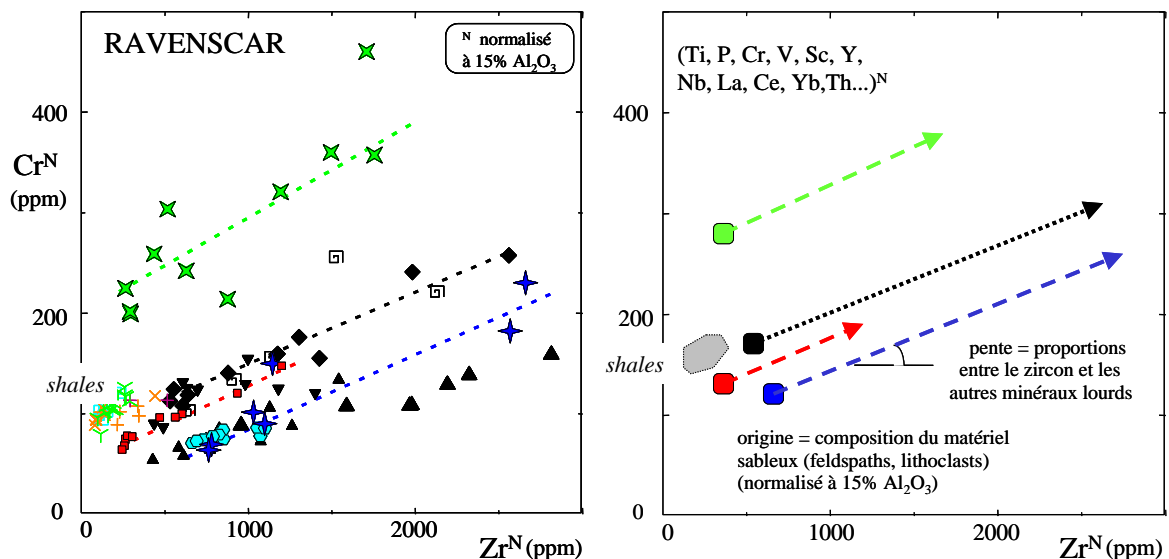 RAVENSCAR
N normalisé
à 15% Al2O3
400
CrN
(ppm)
200
shales
0
0
1000
2000
ZrN (ppm)
(Ti, P, Cr, V, Sc, Y,
Nb, La, Ce, Yb,Th...)N
400
200
shales
pente = proportions
entre le zircon et les
autres minéraux lourds
origine = composition du matériel
sableux (feldspaths, lithoclasts)
(normalisé à 15% Al2O3)
0
0
1000
2000
ZrN (ppm)